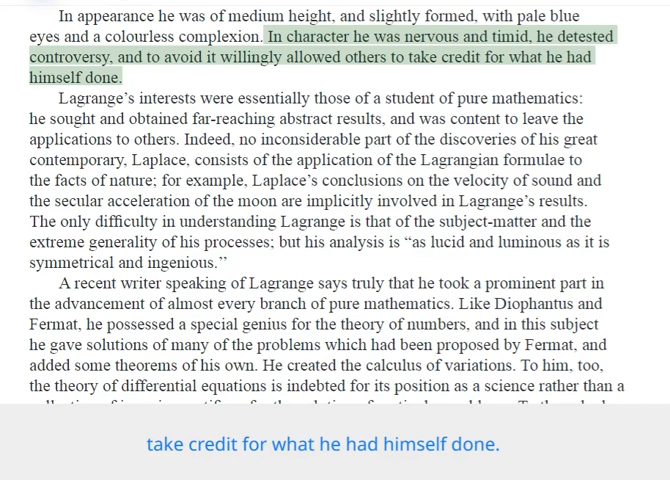 In appearance he was of medium height, and slightly formed, with pale blue
eyes and a colourless complexion. In character he was nervous and timid, he detested
controversy, and to avoid it willingly allowed others to take credit for what he had
himself done.
Lagrange’s interests were essentially those of a student of pure mathematics:
he sought and obtained far-reaching abstract results, and was content to leave the
applications to others. Indeed, no inconsiderable part of the discoveries of his great
contemporary, Laplace, consists of the application of the Lagrangian formulae to
the facts of nature; for example, Laplace’s conclusions on the velocity of sound and
the secular acceleration of the moon are implicitly involved in Lagrange’s results.
The only difficulty in understanding Lagrange is that of the subject-matter and the
extreme generality of his processes; but his analysis is “as lucid and luminous as it is
symmetrical and ingenious.”
A recent writer speaking of Lagrange says truly that he took a prominent part in
the advancement of almost every branch of pure mathematics. Like Diophantus and
Fermat, he possessed a special genius for the theory of numbers, and in this subject
he gave solutions of many of the problems which had been proposed by Fermat, and
added some theorems of his own. He created the calculus of variations. To him, too,
the theory of differential equations is indebted for its position as a science rather than a
take credit for what he had himself done.